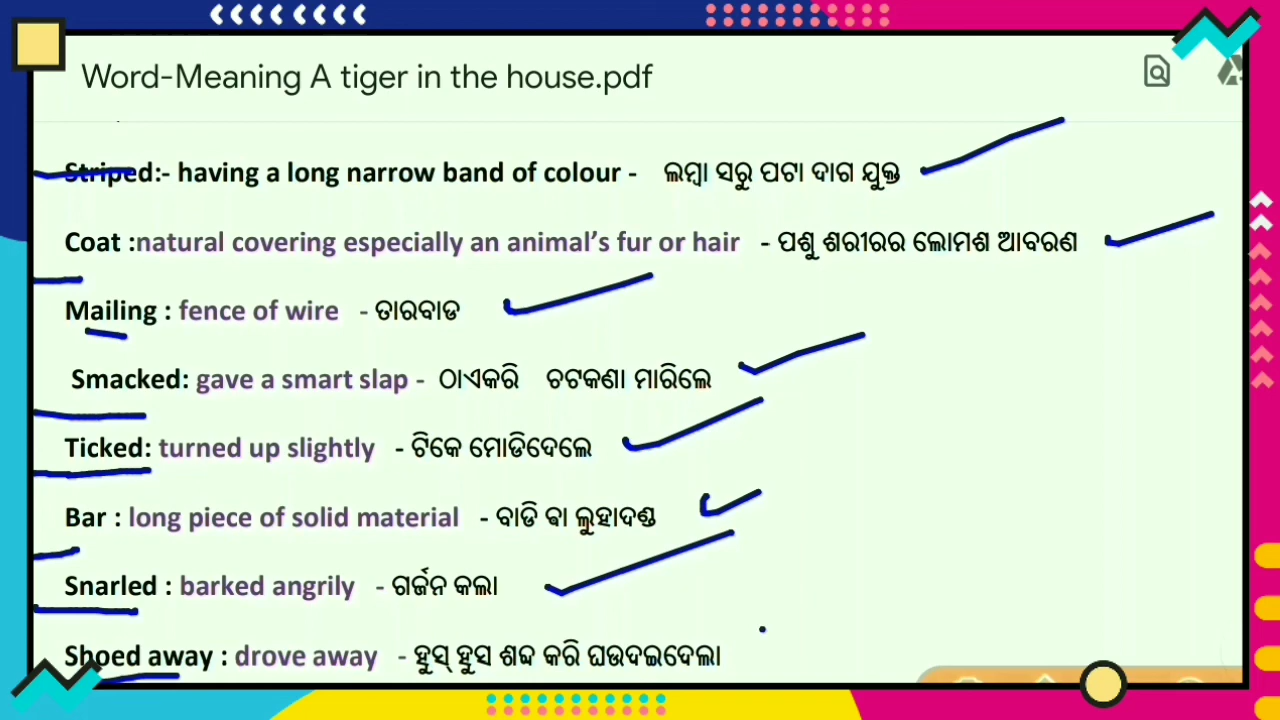 Word-Meaning A tiger in the house.pdf
Striped:- having a long narrow band of colour - ଲମ୍ବା ସରୁ ପଟା ଦାଗ ଯୁକ୍ତ
Coat :natural covering especially an animal’s fur or hair - ପଶୁ ଶରୀରର ଲୋମଶ ଆବରଣ
Mailing : fence of wire - ତାରବାଡ
Smacked: gave a smart slap - ଠାଏକରି ଚଟକଣା ମାରିଲେ
Ticked: turned up slightly - ଟିକେ ମୋଡିଦେଲେ
Bar : long piece of solid material - ବାଡି ଵା ଲୁହାଦଣ୍ଡ
Snarled : barked angrily - ଗର୍ଜନ କଲା
Shoed away : drove away - ହୁସ୍ ହୁସ ଶବ୍ଦ କରି ଘଉଦଇଦେଲା